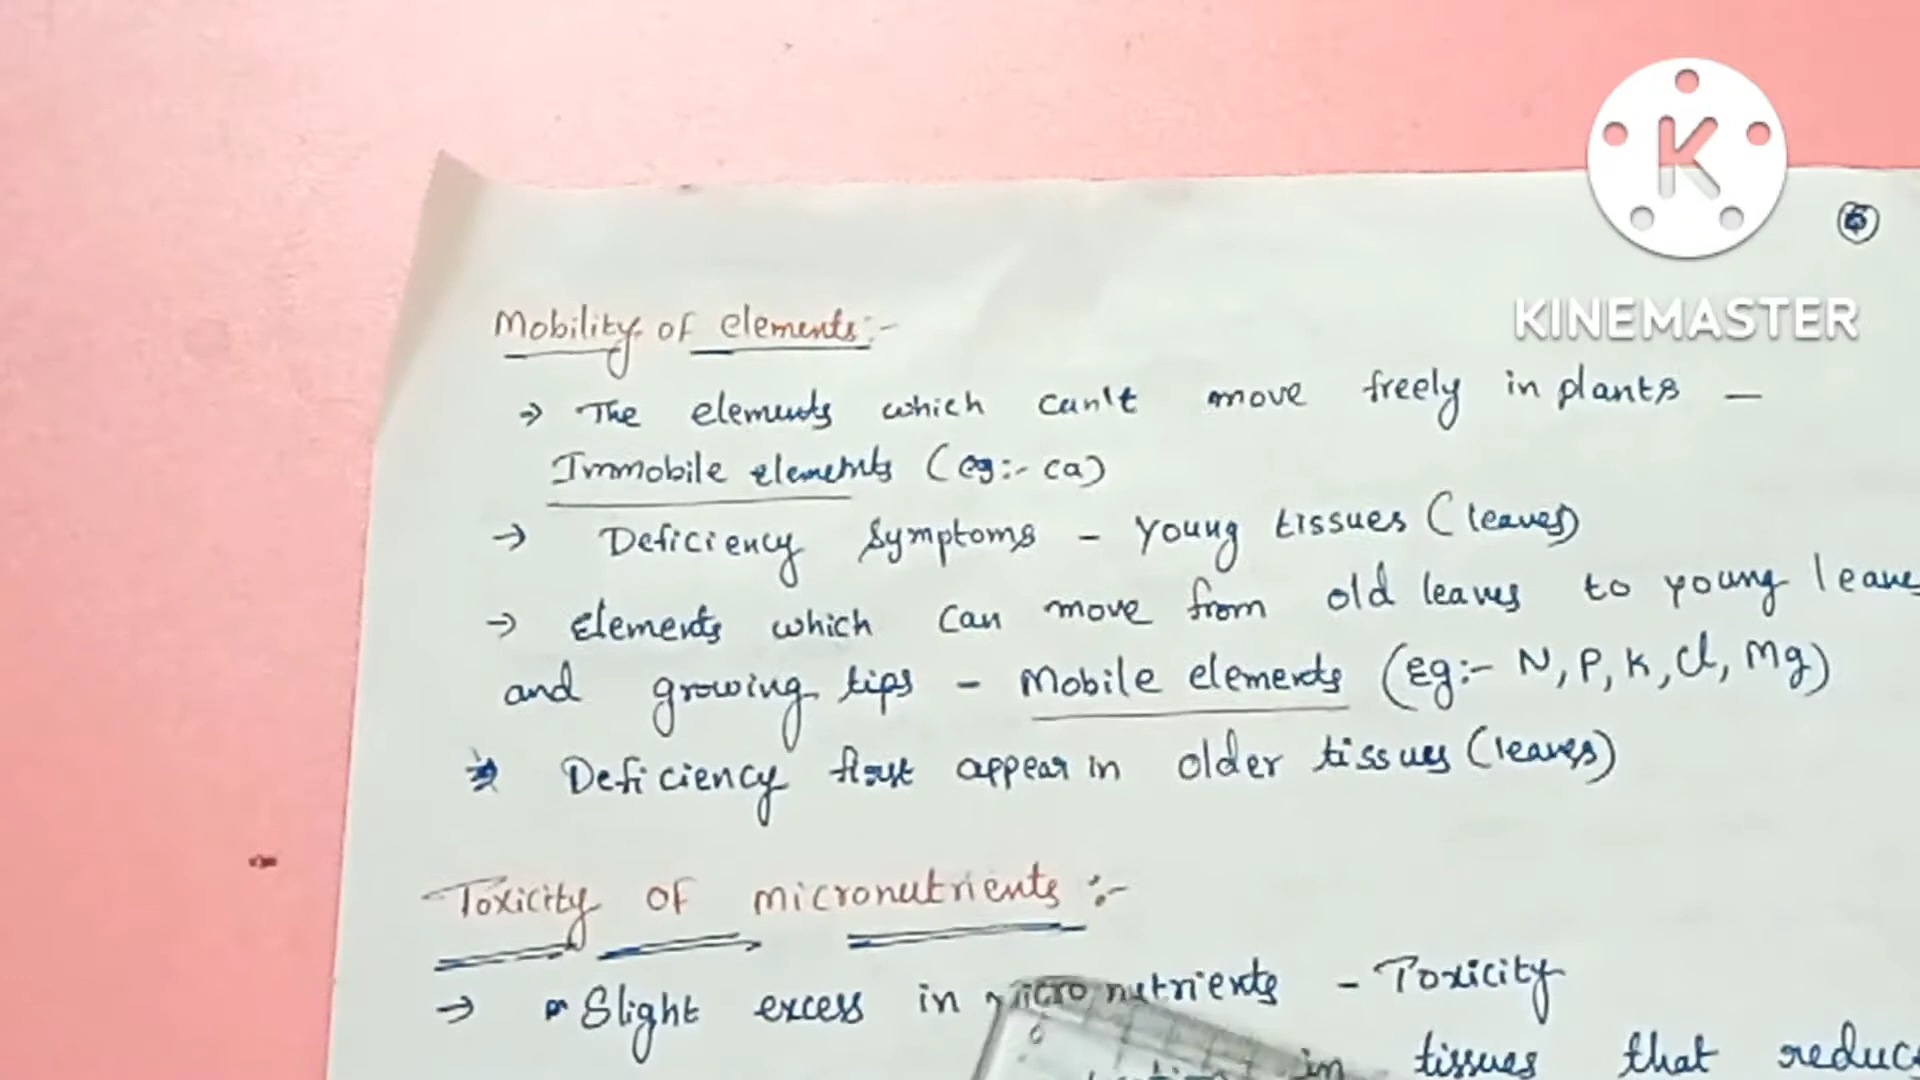 KINEMASTER
6
Mobility of elements:-
→ The elements which can't move freely in plants -
Immobile elements (eg:- ca)
→ Deficiency symptoms - young tissues (leaves)
→ Elements which can move from old leaves to young leave
and growing tips - Mobile elements (eg:- N, P, K, Cl, Mg)
Deficiency first appear in older tissues (leaves)
Toxicity of micronutrients :-
→ Slight excess in micronutrients - Toxicity
in tissues that reduc